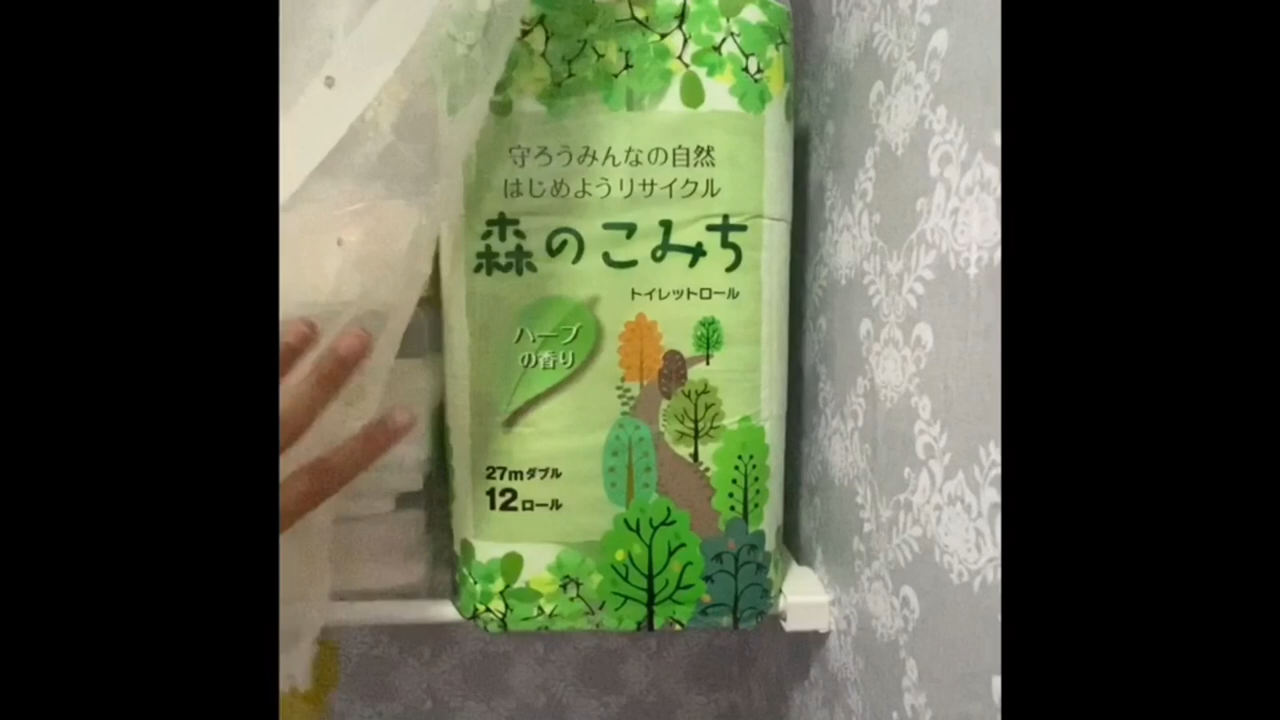 守ろうみんなの自然
はじめようリサイクル
森のこみち
トイレットロール
ハーブ
の香り
27mダブル
12ロール